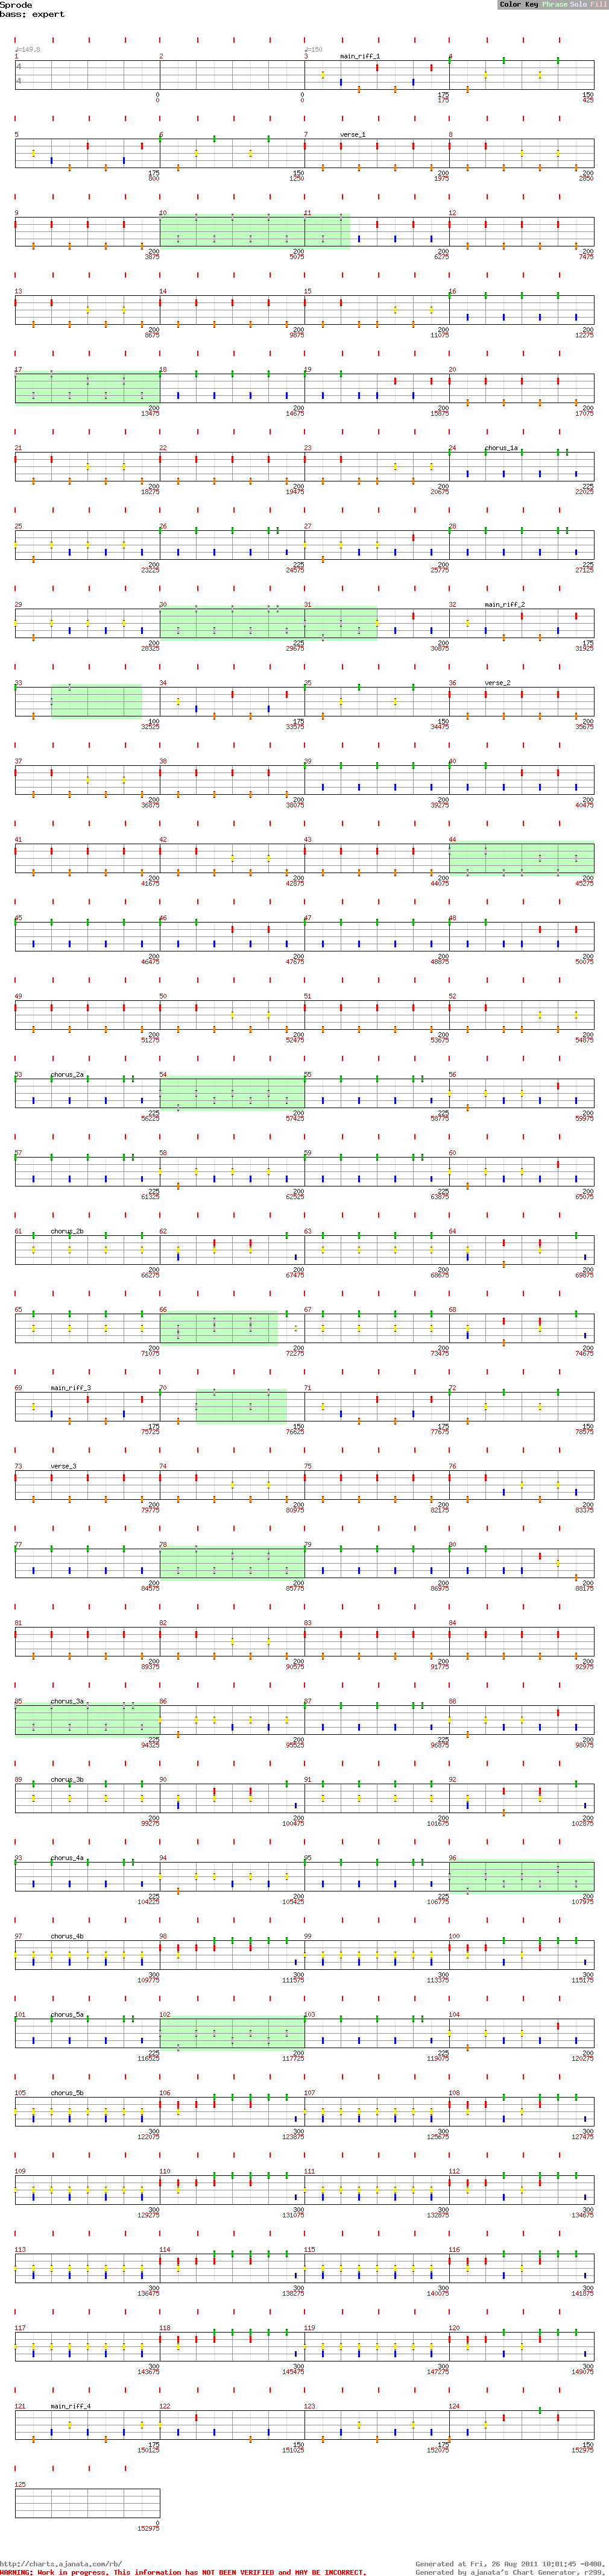 Sprode
bass: expert
Color Key Phrase Solo Fill
♩=149.8
♩=150
1 2 3 main_riff_1 4
4
4
0 0 175 150
0 0 175 425
5 6 7 verse_1 8
175 150 200 200
800 1250 1975 2850
9 10 11 12
200 200 200 200
3875 5075 6275 7475
13 14 15 16
200 200 200 200
8675 9875 11075 12275
17 18 19 20
200 200 200 200
13475 14675 15875 17075
21 22 23 24 chorus_1a
200 200 200 225
18275 19475 20675 22025
25 26 27 28
200 225 200 225
23225 24575 25775 27125
29 30 31 32 main_riff_2
200 225 200 175
28325 29675 30875 31925
33 34 35 36 verse_2
100 175 150 200
32525 33575 34475 35675
37 38 39 40
200 200 200 200
36875 38075 39275 40475
41 42 43 44
200 200 200 200
41675 42875 44075 45275
45 46 47 48
200 200 200 200
46475 47675 48875 50075
49 50 51 52
200 200 200 200
51275 52475 53675 54875
53 chorus_2a 54 55 56
225 200 225 200
56225 57425 58775 59975
57 58 59 60
225 200 225 200
61325 62525 63875 65075
61 chorus_2b 62 63 64
200 200 200 200
66275 67475 68675 69875
65 66 67 68
200 200 200 200
71075 72275 73475 74675
69 main_riff_3 70 71 72
175 150 175 150
75725 76625 77675 78575
73 verse_3 74 75 76
200 200 200 200
79775 80975 82175 83375
77 78 79 80
200 200 200 200
84575 85775 86975 88175
81 82 83 84
200 200 200 200
89375 90575 91775 92975
85 chorus_3a 86 87 88
225 200 225 200
94325 95525 96875 98075
89 chorus_3b 90 91 92
200 200 200 200
99275 100475 101675 102875
93 chorus_4a 94 95 96
225 200 225 200
104225 105425 106775 107975
97 chorus_4b 98 99 100
300 300 300 300
109775 111575 113375 115175
101 chorus_5a 102 103 104
225 200 225 200
116525 117725 119075 120275
105 chorus_5b 106 107 108
300 300 300 300
122075 123875 125675 127475
109 110 111 112
300 300 300 300
129275 131075 132875 134675
113 114 115 116
300 300 300 300
136475 138275 140075 141875
117 118 119 120
300 300 300 300
143675 145475 147275 149075
121 main_riff_4 122 123 124
175 150 175 150
150125 151025 152075 152975
125
0
152975
http://charts.ajanata.com/rb/
Generated at Fri, 26 Aug 2011 18:01:45 -0400.
WARNING: Work in progress. This information has NOT BEEN VERIFIED and MAY BE INCORRECT.
Generated by ajanata's Chart Generator, r299.